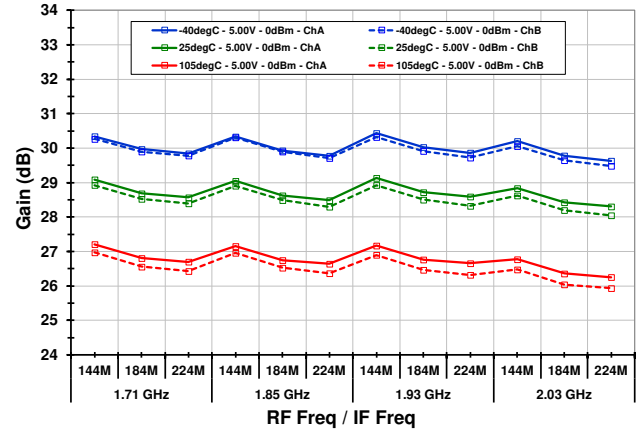 34
33
32
31
30
29
28
27
26
25
24
Gain (dB)
-40degC - 5.00V - 0dBm - ChA
-40degC - 5.00V - 0dBm - ChB
25degC - 5.00V - 0dBm - ChA
25degC - 5.00V - 0dBm - ChB
105degC - 5.00V - 0dBm - ChA
105degC - 5.00V - 0dBm - ChB
144M 184M 224M 144M 184M 224M 144M 184M 224M 144M 184M 224M
1.71 GHz 1.85 GHz 1.93 GHz 2.03 GHz
RF Freq / IF Freq